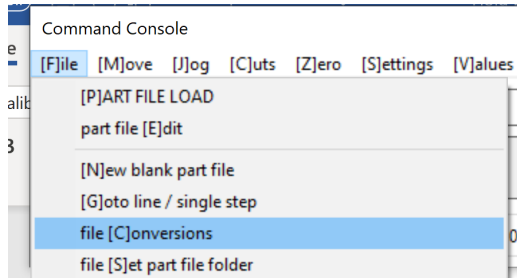 Command Console
[F]ile [M]ove [J]og [C]uts [Z]ero [S]ettings [V]alues
[P]ART FILE LOAD
part file [E]dit
[N]ew blank part file
[G]oto line / single step
file [C]onversions
file [S]et part file folder